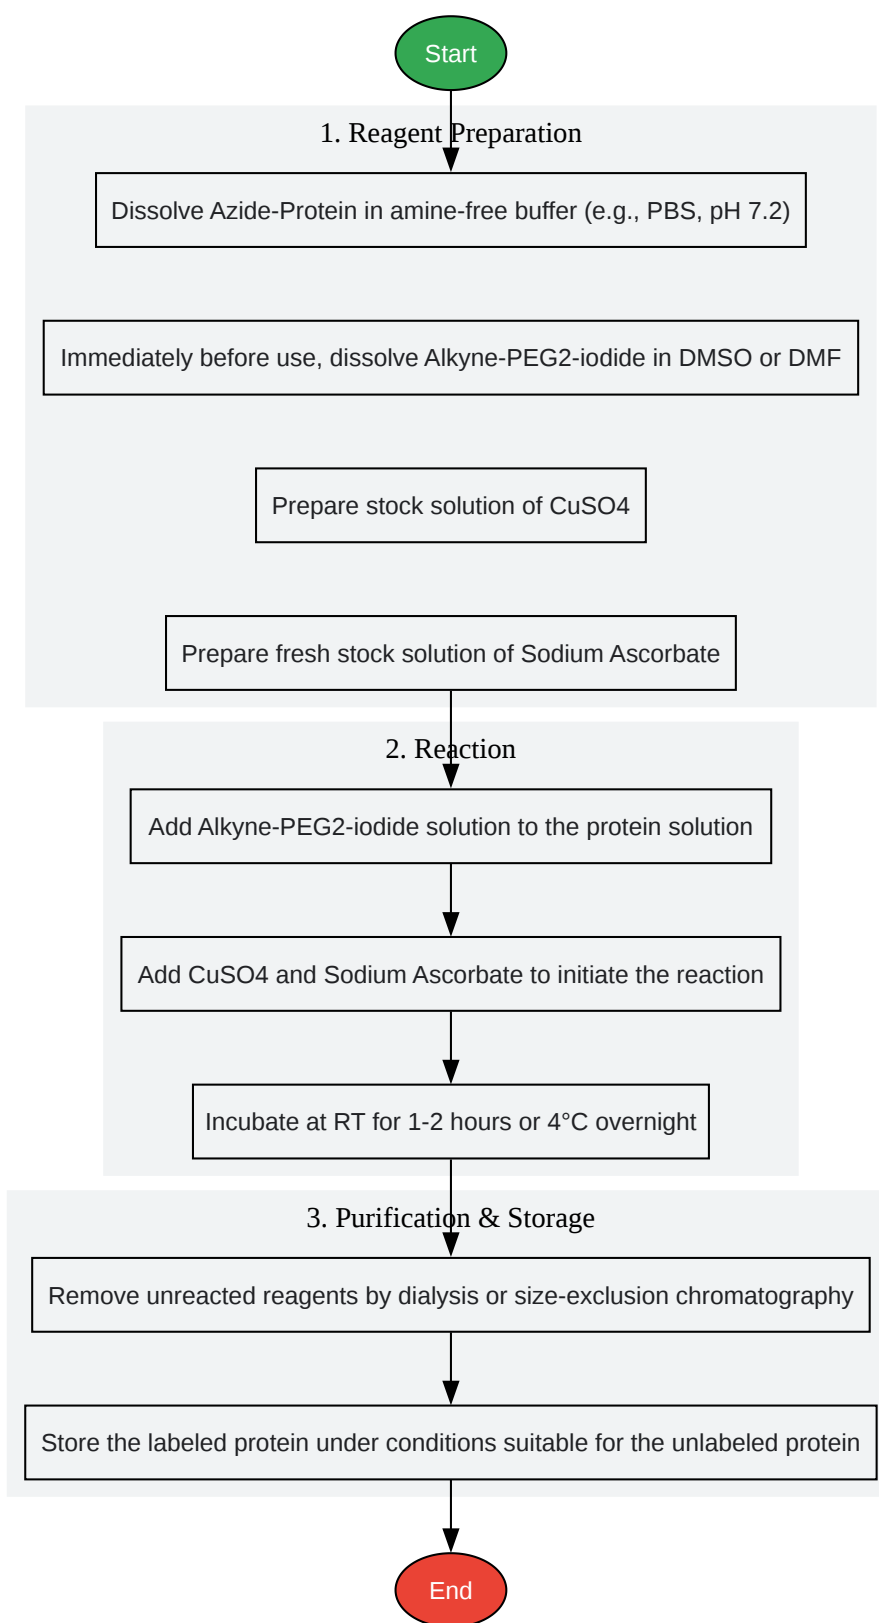 Start
1. Reagent Preparation
Dissolve Azide-Protein in amine-free buffer (e.g., PBS, pH 7.2)
Immediately before use, dissolve Alkyne-PEG2-iodide in DMSO or DMF
Prepare stock solution of CuSO4
Prepare fresh stock solution of Sodium Ascorbate
2. Reaction
Add Alkyne-PEG2-iodide solution to the protein solution
Add CuSO4 and Sodium Ascorbate to initiate the reaction
Incubate at RT for 1-2 hours or 4°C overnight
3. Purification & Storage
Remove unreacted reagents by dialysis or size-exclusion chromatography
Store the labeled protein under conditions suitable for the unlabeled protein
End